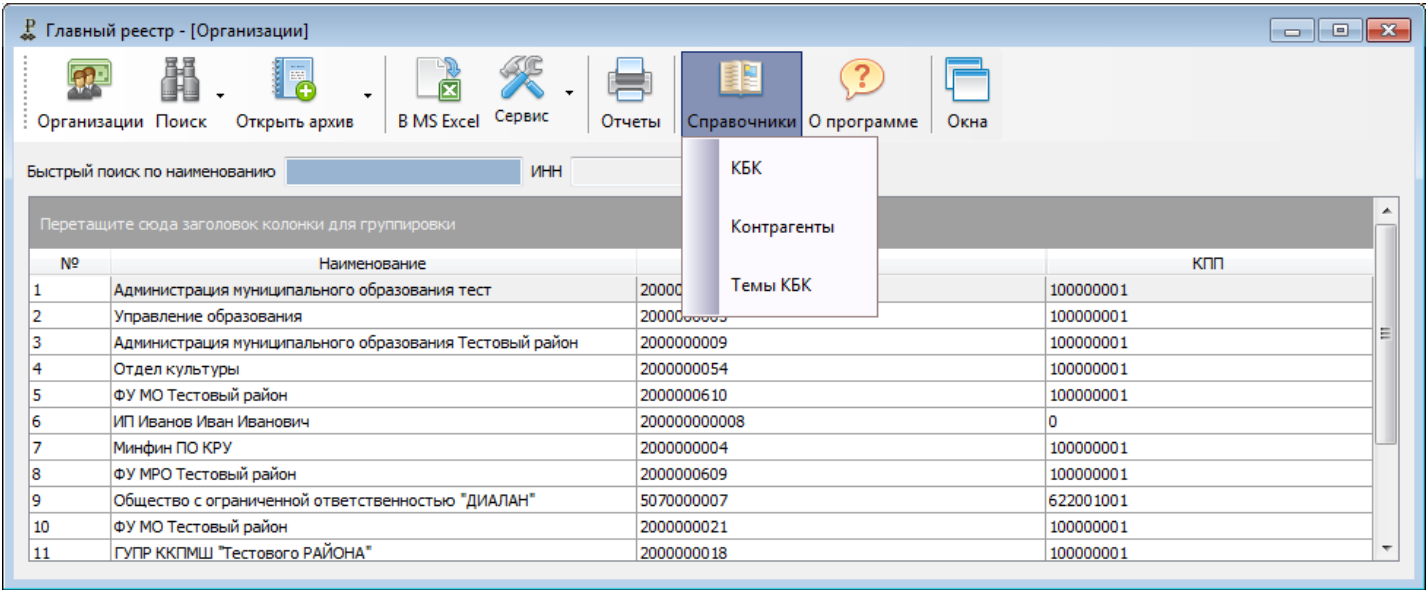 Главный реестр - [Организации]
Организации Поиск Открыть архив В MS Excel Сервис Отчеты Справочники О программе Окна
Быстрый поиск по наименованию ИНН
КБК
Контрагенты
Темы КБК
Перетащите сюда заголовок колонки для группировки
№ Наименование КПП
1 Администрация муниципального образования тест 100000001
2 Управление образования 100000001
3 Администрация муниципального образования Тестовый район 2000000009 100000001
4 Отдел культуры 2000000054 100000001
5 ФУ МО Тестовый район 2000000610 100000001
6 ИП Иванов Иван Иванович 200000000008 0
7 Минфин ПО КРУ 2000000004 100000001
8 ФУ МРО Тестовый район 2000000609 100000001
9 Общество с ограниченной ответственностью "ДИАЛАН" 5070000007 622001001
10 ФУ МО Тестовый район 2000000021 100000001
11 ГУПР ККПМШ "Тестового РАЙОНА" 2000000018 100000001